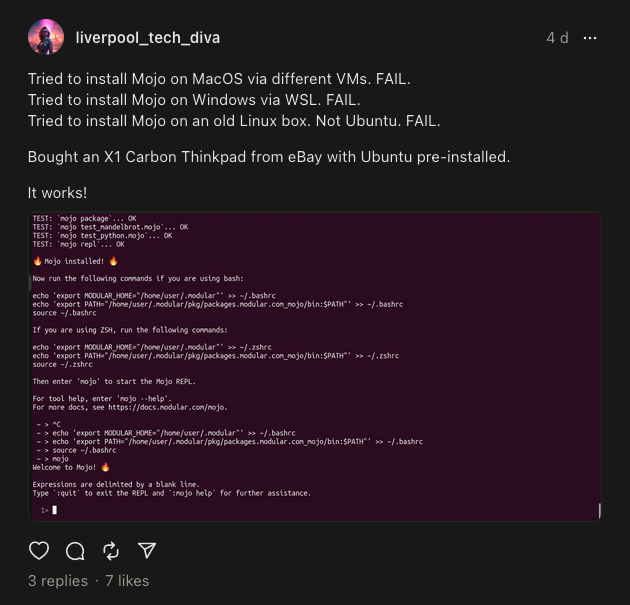 liverpool_tech_diva
4 d
Tried to install Mojo on MacOS via different VMs. FAIL.
Tried to install Mojo on Windows via WSL. FAIL.
Tried to install Mojo on an old Linux box. Not Ubuntu. FAIL.
Bought an X1 Carbon Thinkpad from eBay with Ubuntu pre-installed.
It works!
TEST: `mojo package`... OK
TEST: `mojo test_mandelbrot.mojo`... OK
TEST: `mojo test_python.mojo`... OK
TEST: `mojo repl`... OK
🔥 Mojo installed! 🔥
Now run the following commands if you are using bash:
echo 'export MODULAR_HOME="/home/user/.modular"' >> ~/.bashrc
echo 'export PATH="/home/user/.modular/pkg/packages.modular.com_mojo/bin:$PATH"' >> ~/.bashrc
source ~/.bashrc
If you are using ZSH, run the following commands:
echo 'export MODULAR_HOME="/home/user/.modular"' >> ~/.zshrc
echo 'export PATH="/home/user/.modular/pkg/packages.modular.com_mojo/bin:$PATH"' >> ~/.zshrc
source ~/.zshrc
Then enter 'mojo' to start the Mojo REPL.
For tool help, enter 'mojo --help'.
For more docs, see https://docs.modular.com/mojo.
~ > ^C
~ > echo 'export MODULAR_HOME="/home/user/.modular"' >> ~/.bashrc
~ > echo 'export PATH="/home/user/.modular/pkg/packages.modular.com_mojo/bin:$PATH"' >> ~/.bashrc
~ > source ~/.bashrc
~ > mojo
Welcome to Mojo! 🔥
Expressions are delimited by a blank line.
Type `:quit` to exit the REPL and `:mojo help` for further assistance.
1>
3 replies · 7 likes